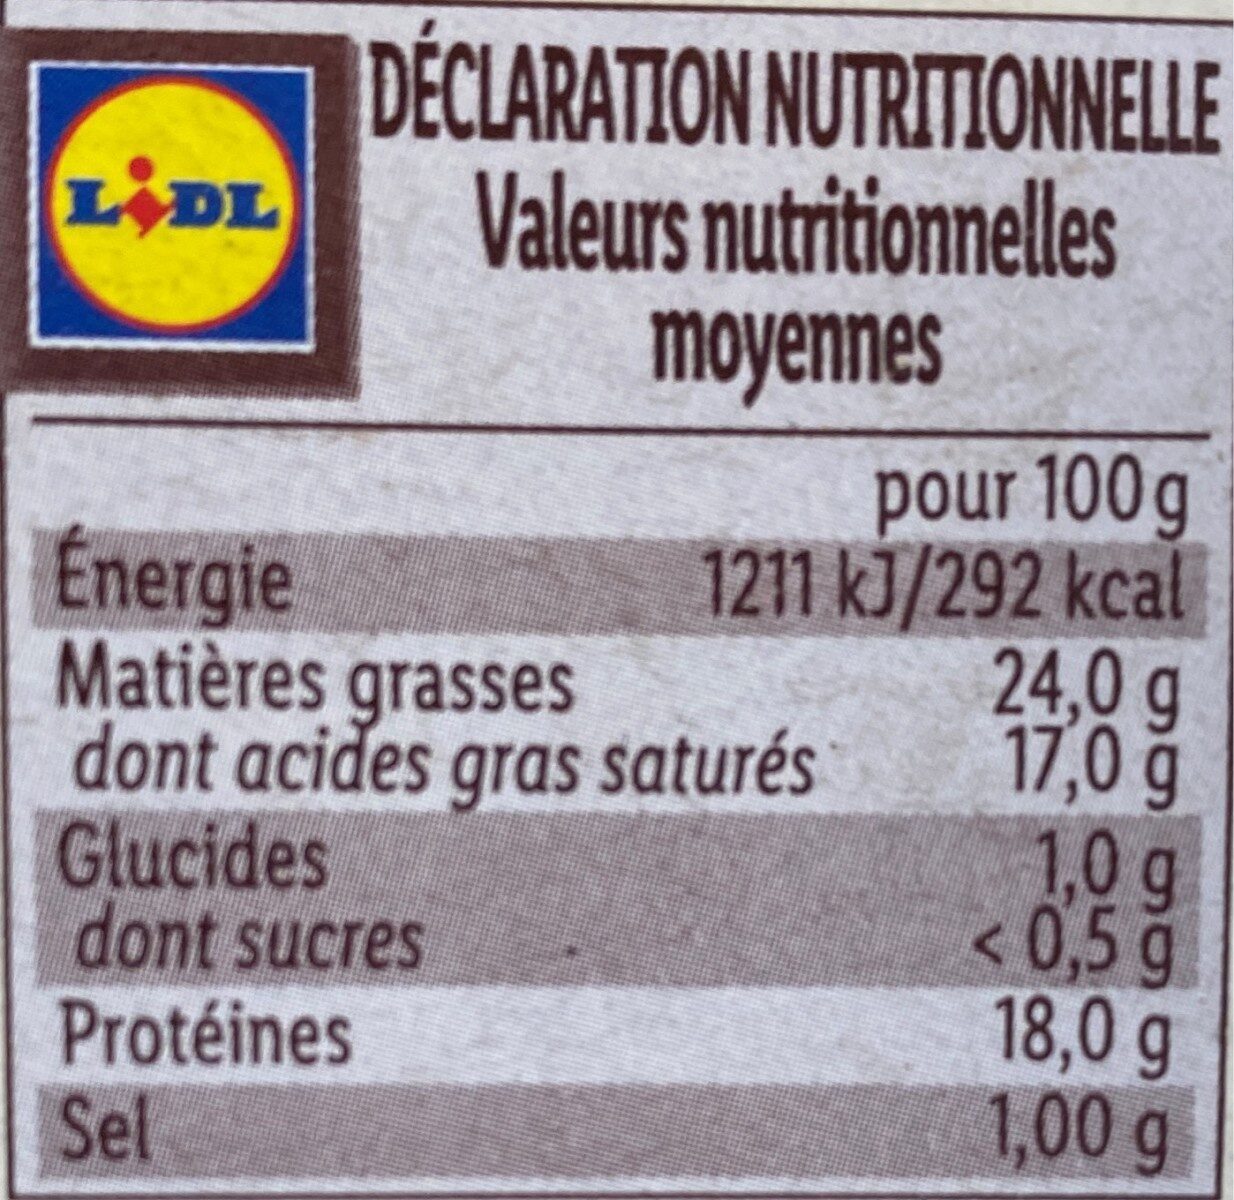 LiDL
DÉCLARATION NUTRITIONNELLE
Valeurs nutritionnelles
moyennes
pour 100 g
Énergie 1211 kJ/292 kcal
Matières grasses 24,0 g
dont acides gras saturés 17,0 g
Glucides 1,0 g
dont sucres < 0,5 g
Protéines 18,0 g
Sel 1,00 g